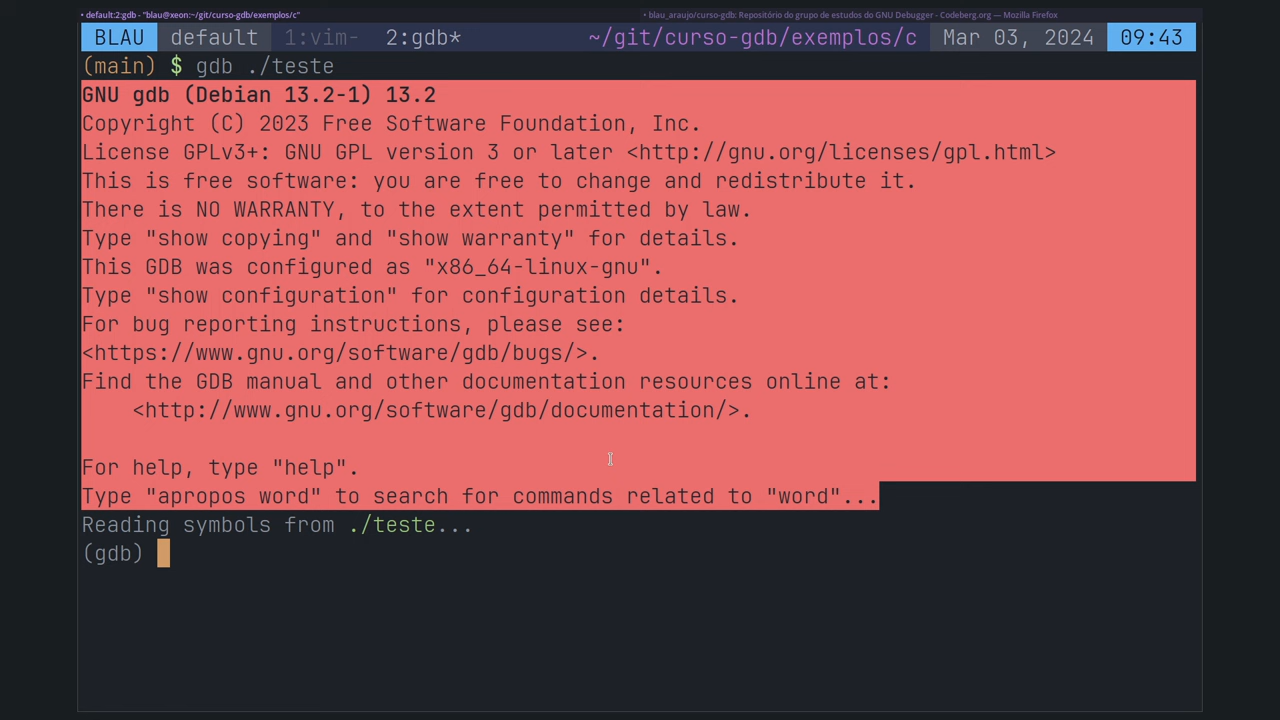 • default:2:gdb - "blau@xeon:~/git/curso-gdb/exemplos/c"
• blau_araujo/curso-gdb: Repositório do grupo de estudos do GNU Debugger - Codeberg.org — Mozilla Firefox
BLAU default 1:vim- 2:gdb* ~/git/curso-gdb/exemplos/c Mar 03, 2024 09:43
(main) $ gdb ./teste
GNU gdb (Debian 13.2-1) 13.2
Copyright (C) 2023 Free Software Foundation, Inc.
License GPLv3+: GNU GPL version 3 or later <http://gnu.org/licenses/gpl.html>
This is free software: you are free to change and redistribute it.
There is NO WARRANTY, to the extent permitted by law.
Type "show copying" and "show warranty" for details.
This GDB was configured as "x86_64-linux-gnu".
Type "show configuration" for configuration details.
For bug reporting instructions, please see:
<https://www.gnu.org/software/gdb/bugs/>.
Find the GDB manual and other documentation resources online at:
    <http://www.gnu.org/software/gdb/documentation/>.

For help, type "help".
Type "apropos word" to search for commands related to "word"...
Reading symbols from ./teste...
(gdb)